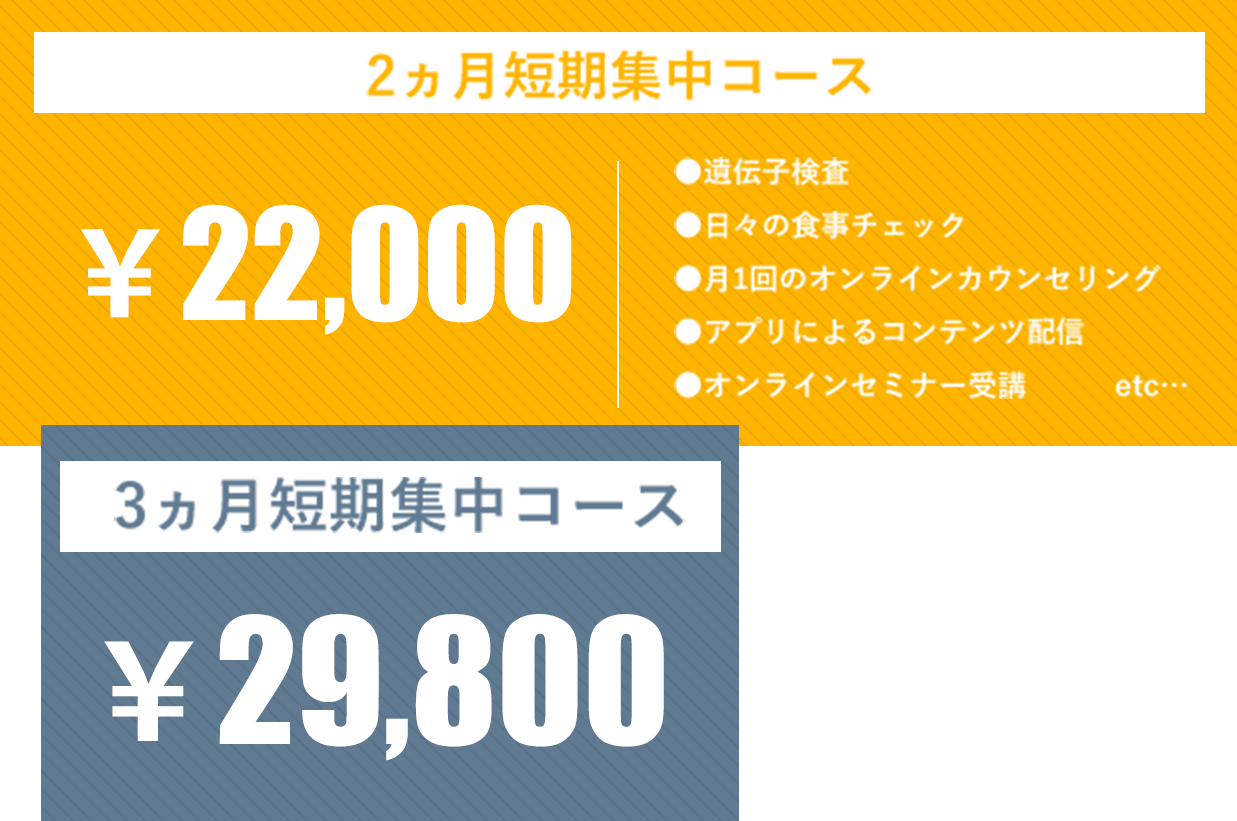 2ヵ月短期集中コース
￥22,000
●遺伝子検査
●日々の食事チェック
●月1回のオンラインカウンセリング
●アプリによるコンテンツ配信
●オンラインセミナー受講 etc…
3ヵ月短期集中コース
￥29,800